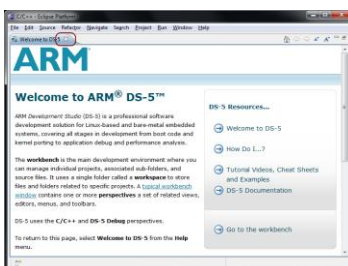 C/C++ - Eclipse Platform
File Edit Source Refactor Navigate Search Project Run Window Help
Welcome to DS-5
ARM
Welcome to ARM® DS-5™
ARM Development Studio (DS-5) is a professional software
development solution for Linux-based and bare-metal embedded
systems, covering all stages in development from boot code and
kernel porting to application debug and performance analysis.
The workbench is the main development environment where you
can manage individual projects, associated sub-folders, and
source files. It uses a single folder called a workspace to store
files and folders related to specific projects. A typical workbench
window contains one or more perspectives a set of related views,
editors, menus, and toolbars.
DS-5 uses the C/C++ and DS-5 Debug perspectives.
To return to this page, select Welcome to DS-5 from the Help
menu.
DS-5 Resources...
Welcome to DS-5
How Do I...?
Tutorial Videos, Cheat Sheets
and Examples
DS-5 Documentation
Go to the workbench